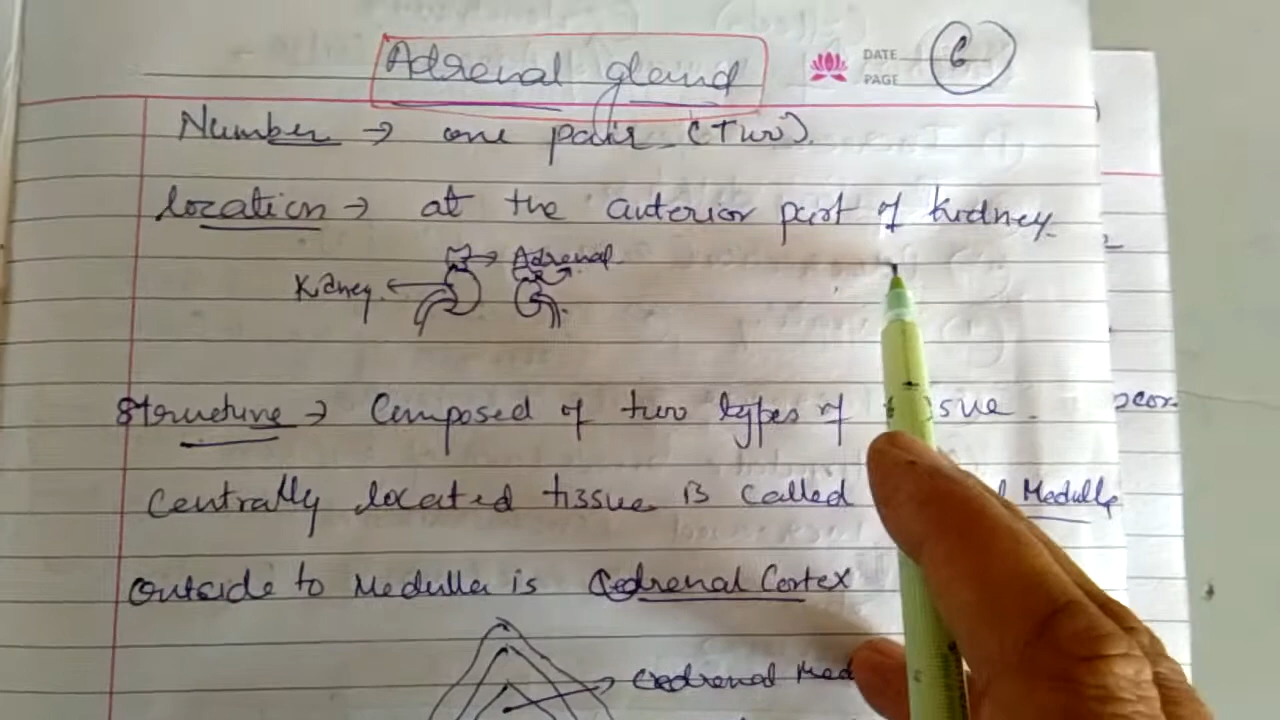 Adrenal gland
DATE
PAGE
6
Number → one pair (Two).
location → at the anterior part of kidney
→ Adrenal
Kidney
Structure → Composed of two types of
Centrally located tissue is called Medulla
Outside to Medulla is Adrenal Cortex
adrenal Med